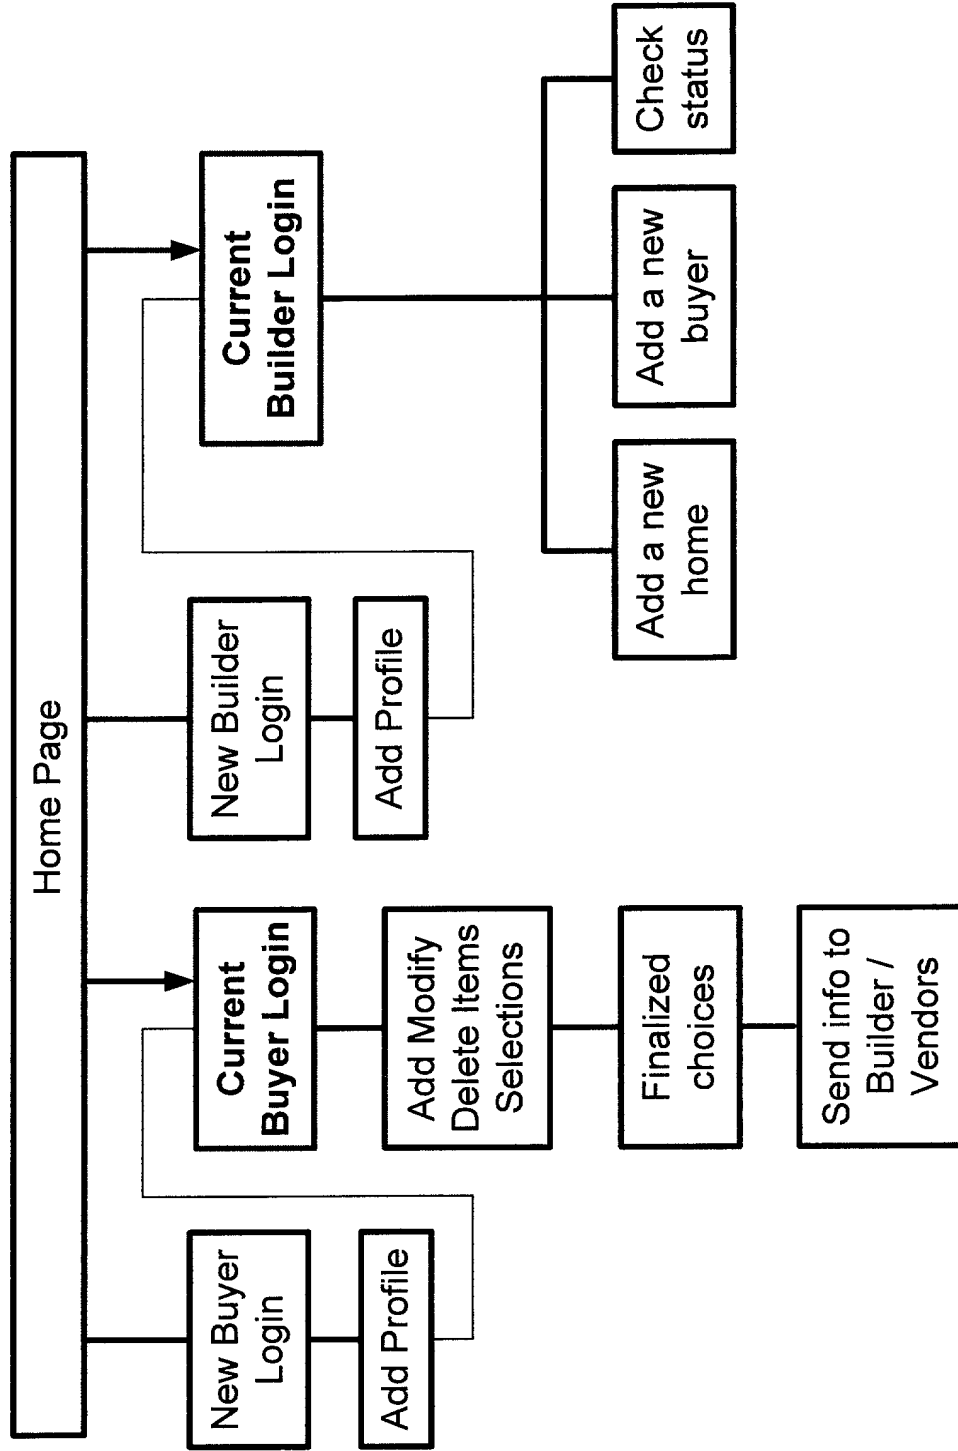 Home Page
New Buyer
Login
Add Profile
Current
Buyer Login
Add Modify
Delete Items
Selections
Finalized
choices
Send info to
Builder /
Vendors
New Builder
Login
Add Profile
Current
Builder Login
Add a new
home
Add a new
buyer
Check
status